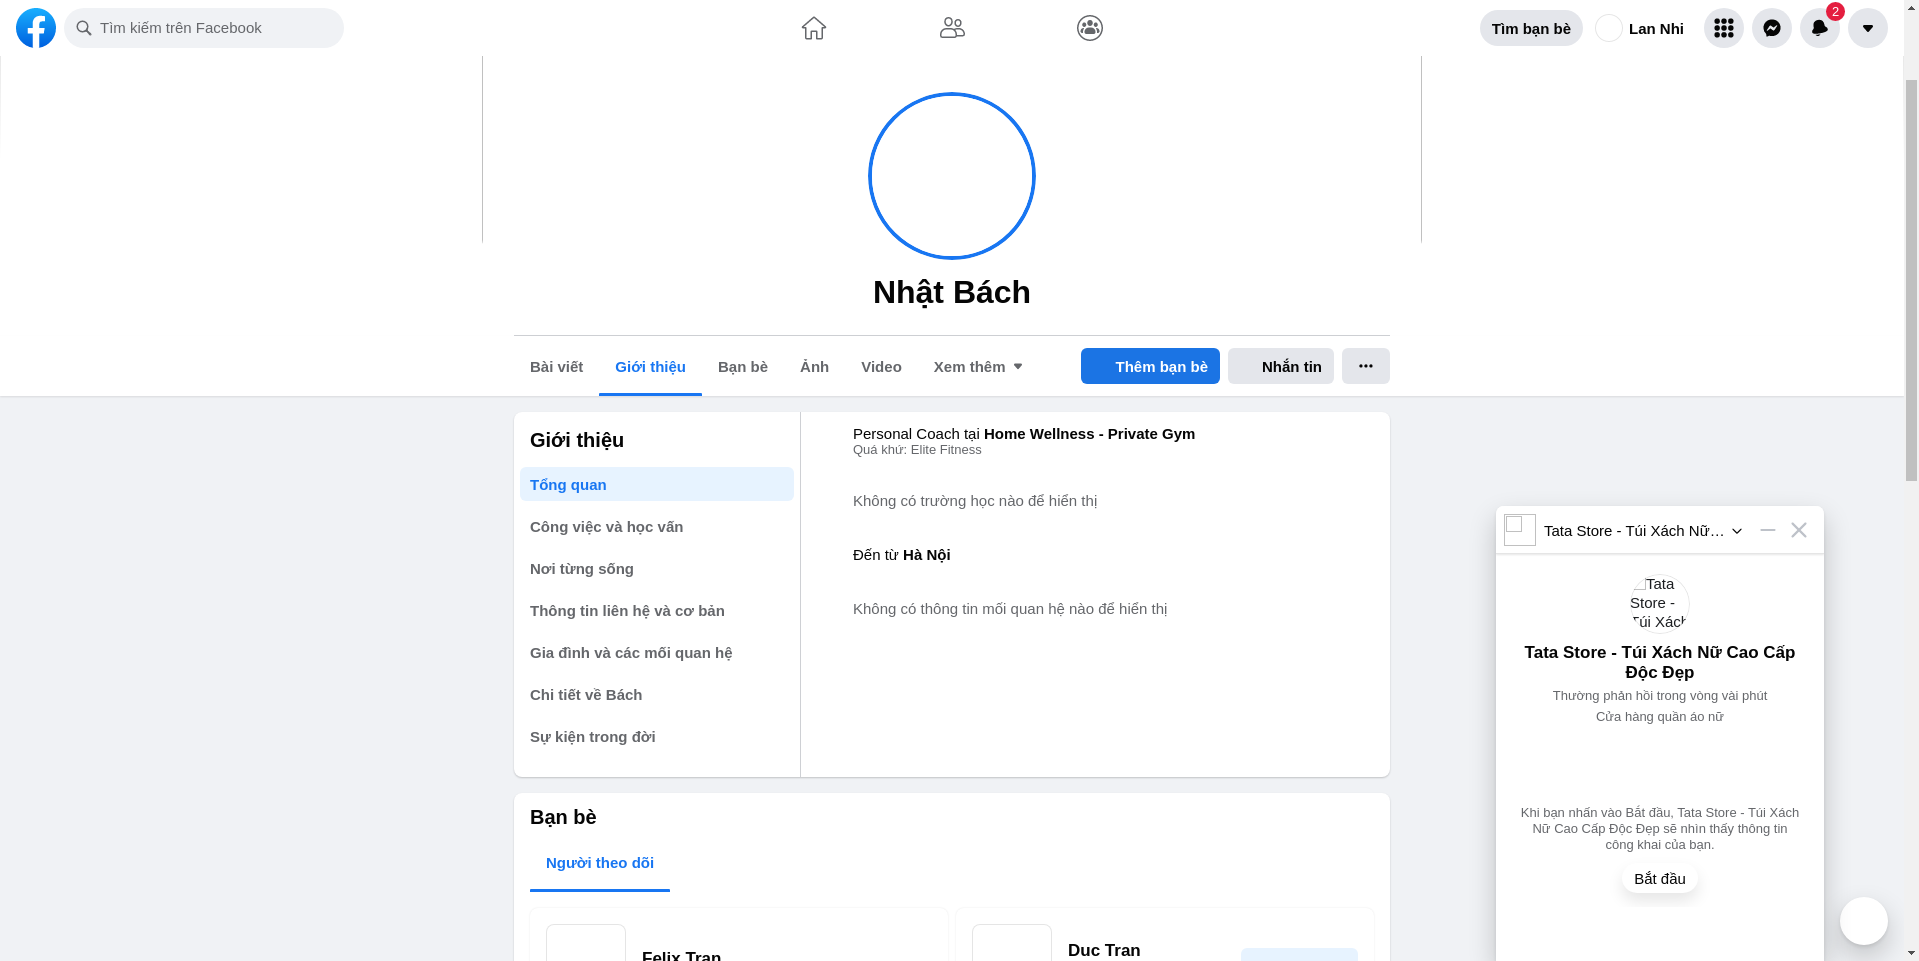 Tìm kiếm trên Facebook
Tìm bạn bè
Lan Nhi
2
Nhật Bách
Bài viết
Giới thiệu
Bạn bè
Ảnh
Video
Xem thêm
Thêm bạn bè
Nhắn tin
Giới thiệu
Tổng quan
Công việc và học vấn
Nơi từng sống
Thông tin liên hệ và cơ bản
Gia đình và các mối quan hệ
Chi tiết về Bách
Sự kiện trong đời
Personal Coach tại Home Wellness - Private Gym
Quá khứ: Elite Fitness
Không có trường học nào để hiển thị
Đến từ Hà Nội
Không có thông tin mối quan hệ nào để hiển thị
Bạn bè
Người theo dõi
Felix Tran
Duc Tran
Tata Store - Túi Xách Nữ…
Tata
Store -
Túi Xách
Tata Store - Túi Xách Nữ Cao Cấp
Độc Đẹp
Thường phản hồi trong vòng vài phút
Cửa hàng quần áo nữ
Khi bạn nhấn vào Bắt đầu, Tata Store - Túi Xách
Nữ Cao Cấp Độc Đẹp sẽ nhìn thấy thông tin
công khai của bạn.
Bắt đầu